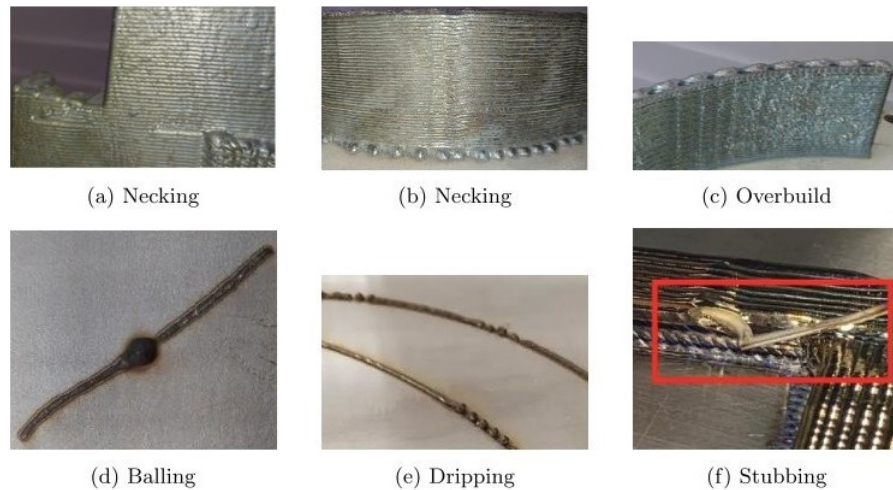 (a) Necking
(b) Necking
(c) Overbuild
(d) Balling
(e) Dripping
(f) Stubbing